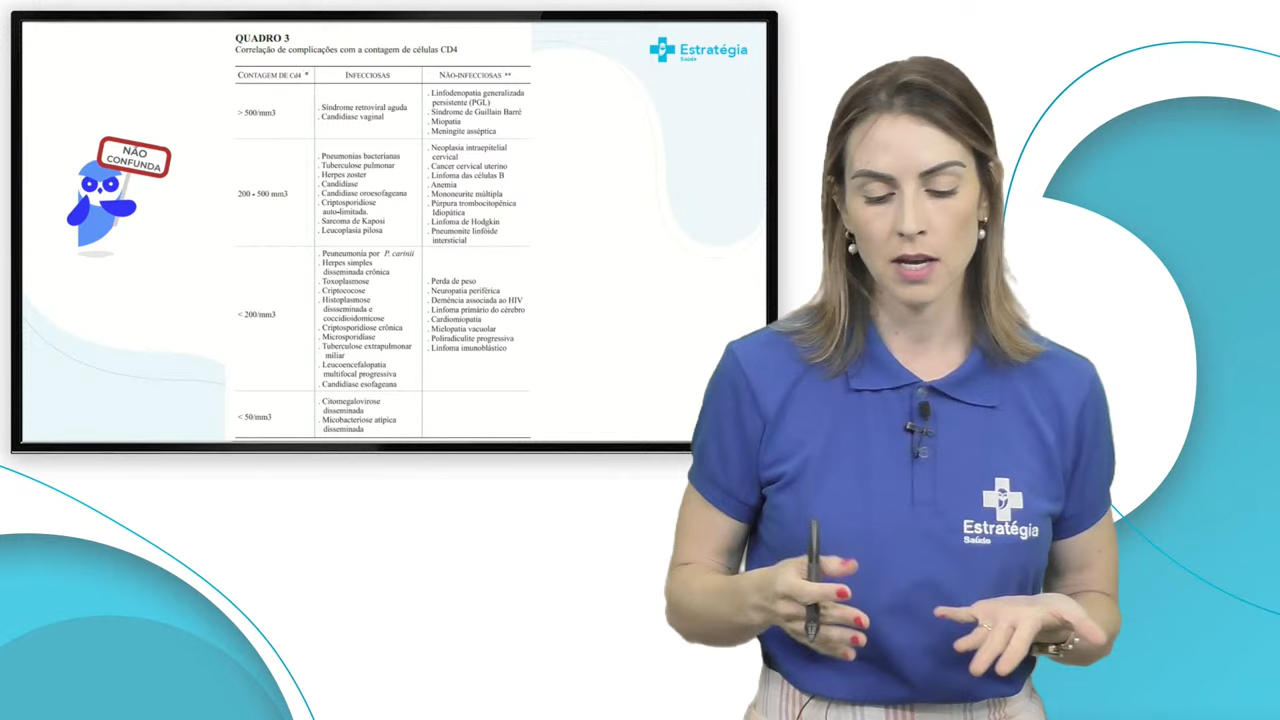 QUADRO 3
Correlação de complicações com a contagem de células CD4
Estratégia
Saúde
CONTAGEM DE Cd4 * INFECCIOSAS NÃO-INFECCIOSAS **
> 500/mm3
. Síndrome retroviral aguda
. Candidíase vaginal
. Linfodenopatia generalizada
persistente (PGL)
. Síndrome de Guillain Barré
. Miopatia
. Meningite asséptica
200 - 500 mm3
. Pneumonias bacterianas
. Tuberculose pulmonar
. Herpes zoster
. Candidíase
. Candidíase oroesofageana
. Criptosporidíose
auto-limitada.
. Sarcoma de Kaposi
. Leucoplasia pilosa
. Neoplasia intraepitelial
cervical
. Cancer cervical uterino
. Linfoma das células B
. Anemia
. Mononeurite múltipla
. Púrpura trombocitopênica
Idiopática
. Linfoma de Hodgkin
. Pneumonite linfóide
intersticial
< 200/mm3
. Peuneumonia por P. carinii
. Herpes simples
disseminada crônica
. Toxoplasmose
. Criptococose
. Histoplasmose
dissseminada e
coccidioidomicose
. Criptosporidíose crônica
. Microsporidíase
. Tuberculose extrapulmonar
miliar
. Leucoencefalopatia
multifocal progressiva
. Candidíase esofageana
. Perda de peso
. Neuropatia periférica
. Demência associada ao HIV
. Linfoma primário do cérebro
. Cardiomiopatia
. Mielopatia vacuolar
. Poliradiculite progressiva
. Linfoma imunoblástico
< 50/mm3
. Citomegalovirose
disseminada
. Micobacteriose atípica
disseminada
NÃO
CONFUNDA
Estratégia
Saúde